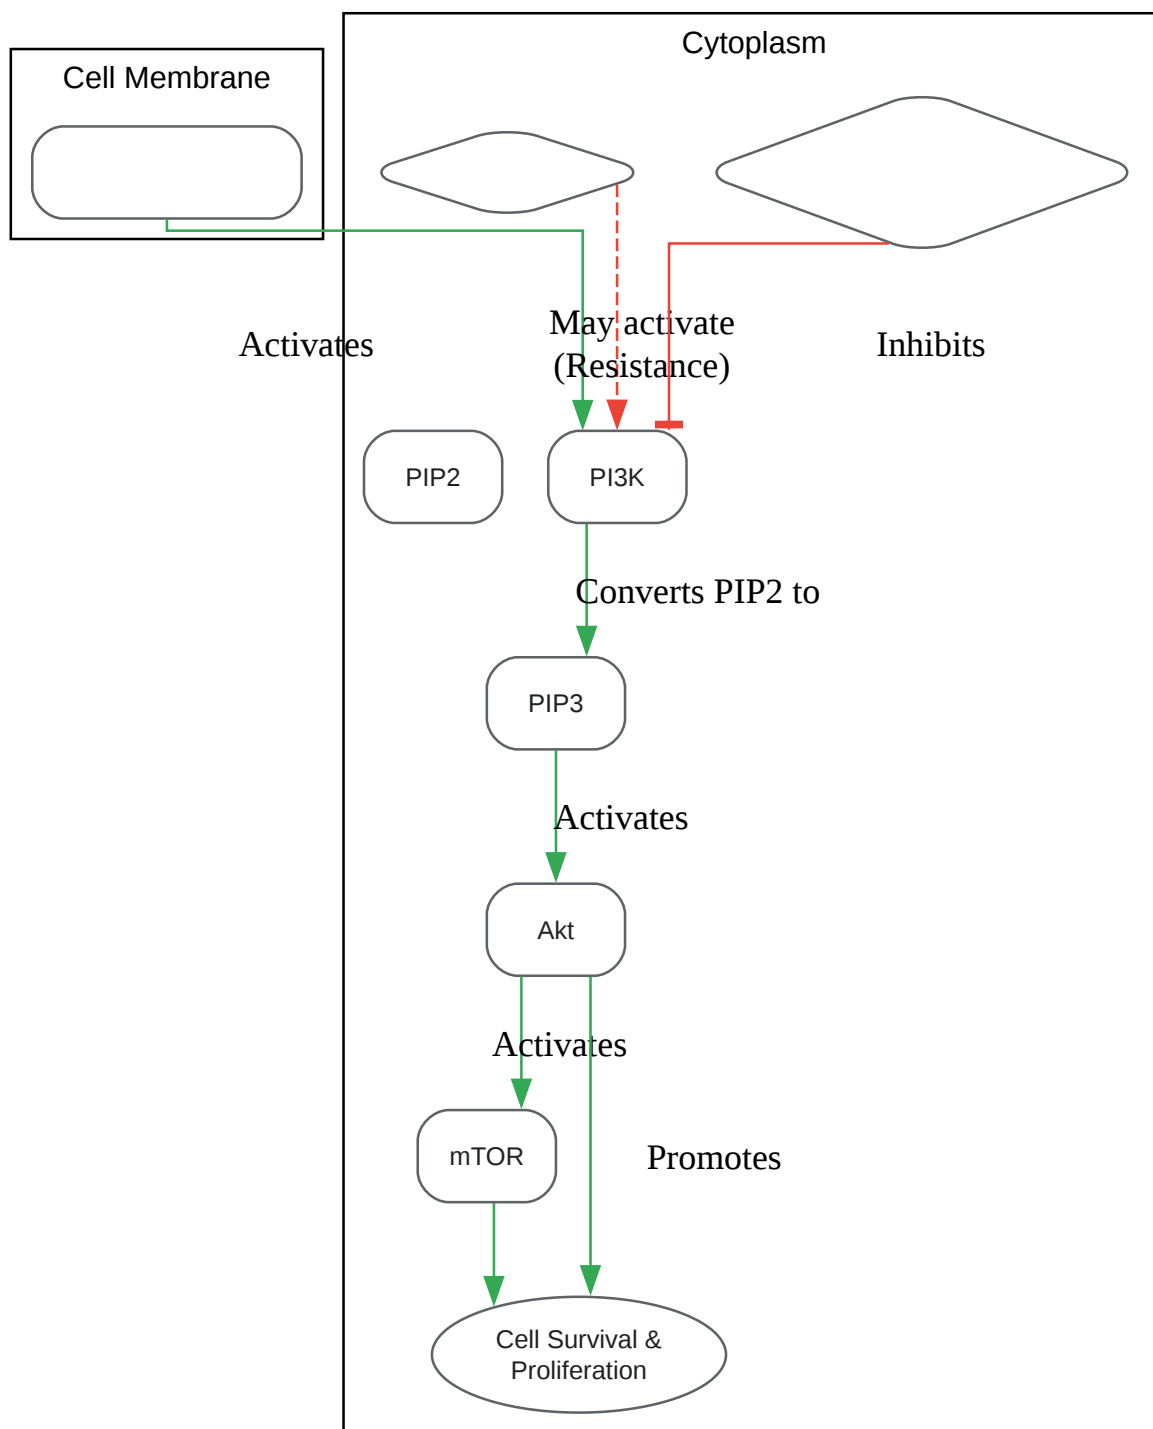 Cytoplasm
Cell Membrane
Activates
May activate
(Resistance)
Inhibits
PIP2
PI3K
Converts PIP2 to
PIP3
Activates
Akt
Activates
mTOR
Promotes
Cell Survival &
Proliferation